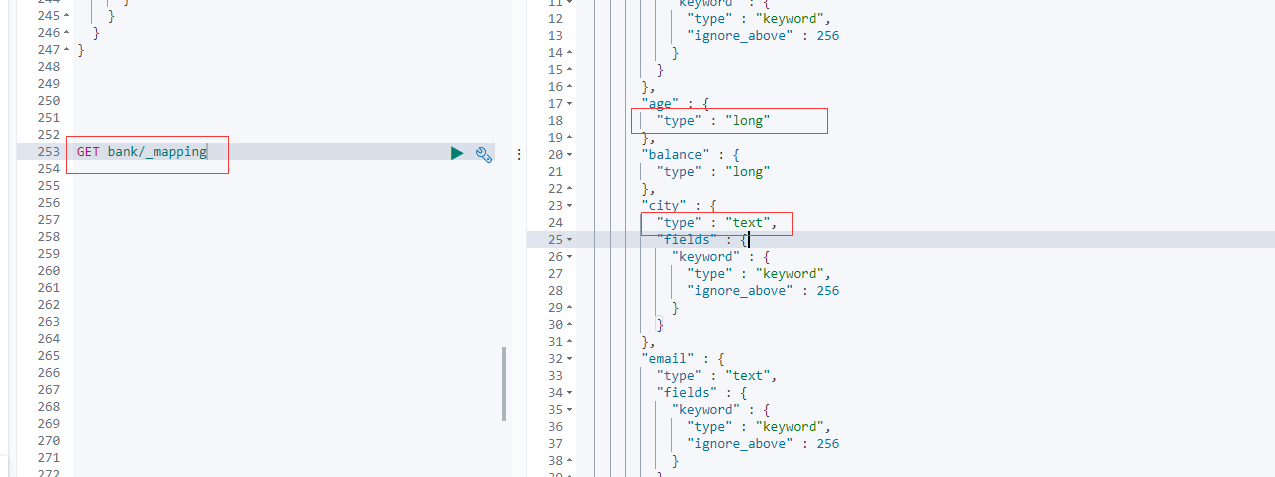 244 }
245 }
246 }
247 }
248
249
250
251
252
253 GET bank/_mapping
254
255
256
257
258
259
260
261
262
263
264
265
266
267
268
269
270
271
272
11 "keyword" : {
12 "type" : "keyword",
13 "ignore_above" : 256
14 }
15 }
16 },
17 "age" : {
18 "type" : "long"
19 },
20 "balance" : {
21 "type" : "long"
22 },
23 "city" : {
24 "type" : "text",
25 "fields" : {
26 "keyword" : {
27 "type" : "keyword",
28 "ignore_above" : 256
29 }
30 }
31 },
32 "email" : {
33 "type" : "text",
34 "fields" : {
35 "keyword" : {
36 "type" : "keyword",
37 "ignore_above" : 256
38 }
39 }